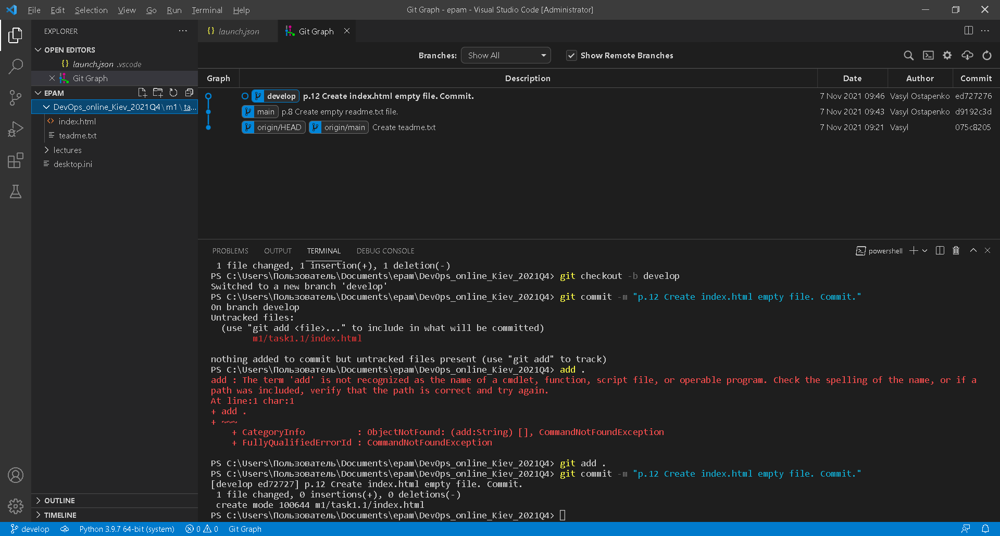 File Edit Selection View Go Run Terminal Help
Git Graph - epam - Visual Studio Code [Administrator]
EXPLORER
OPEN EDITORS
launch.json .vscode
Git Graph
EPAM
DevOps_online_Kiev_2021Q4\m1\ta...
index.html
teadme.txt
lectures
desktop.ini
OUTLINE
TIMELINE
launch.json
Git Graph
Branches: Show All Show Remote Branches
Graph Description Date Author Commit
develop p.12 Create index.html empty file. Commit. 7 Nov 2021 09:46 Vasyl Ostapenko ed727276
main p.8 Create empty readme.txt file. 7 Nov 2021 09:43 Vasyl Ostapenko d9192c3d
origin/HEAD origin/main Create teadme.txt 7 Nov 2021 09:21 Vasyl 075c8205
PROBLEMS OUTPUT TERMINAL DEBUG CONSOLE powershell
1 file changed, 1 insertion(+), 1 deletion(-)
PS C:\Users\Пользователь\Documents\epam\DevOps_online_Kiev_2021Q4> git checkout -b develop
Switched to a new branch 'develop'
PS C:\Users\Пользователь\Documents\epam\DevOps_online_Kiev_2021Q4> git commit -m "p.12 Create index.html empty file. Commit."
On branch develop
Untracked files:
(use "git add <file>..." to include in what will be committed)
m1/task1.1/index.html
nothing added to commit but untracked files present (use "git add" to track)
PS C:\Users\Пользователь\Documents\epam\DevOps_online_Kiev_2021Q4> add .
add : The term 'add' is not recognized as the name of a cmdlet, function, script file, or operable program. Check the spelling of the name, or if a
path was included, verify that the path is correct and try again.
At line:1 char:1
+ add .
+ ~~~
+ CategoryInfo : ObjectNotFound: (add:String) [], CommandNotFoundException
+ FullyQualifiedErrorId : CommandNotFoundException
PS C:\Users\Пользователь\Documents\epam\DevOps_online_Kiev_2021Q4> git add .
PS C:\Users\Пользователь\Documents\epam\DevOps_online_Kiev_2021Q4> git commit -m "p.12 Create index.html empty file. Commit."
[develop ed72727] p.12 Create index.html empty file. Commit.
1 file changed, 0 insertions(+), 0 deletions(-)
create mode 100644 m1/task1.1/index.html
PS C:\Users\Пользователь\Documents\epam\DevOps_online_Kiev_2021Q4>
develop Python 3.9.7 64-bit (system) 0 0 Git Graph